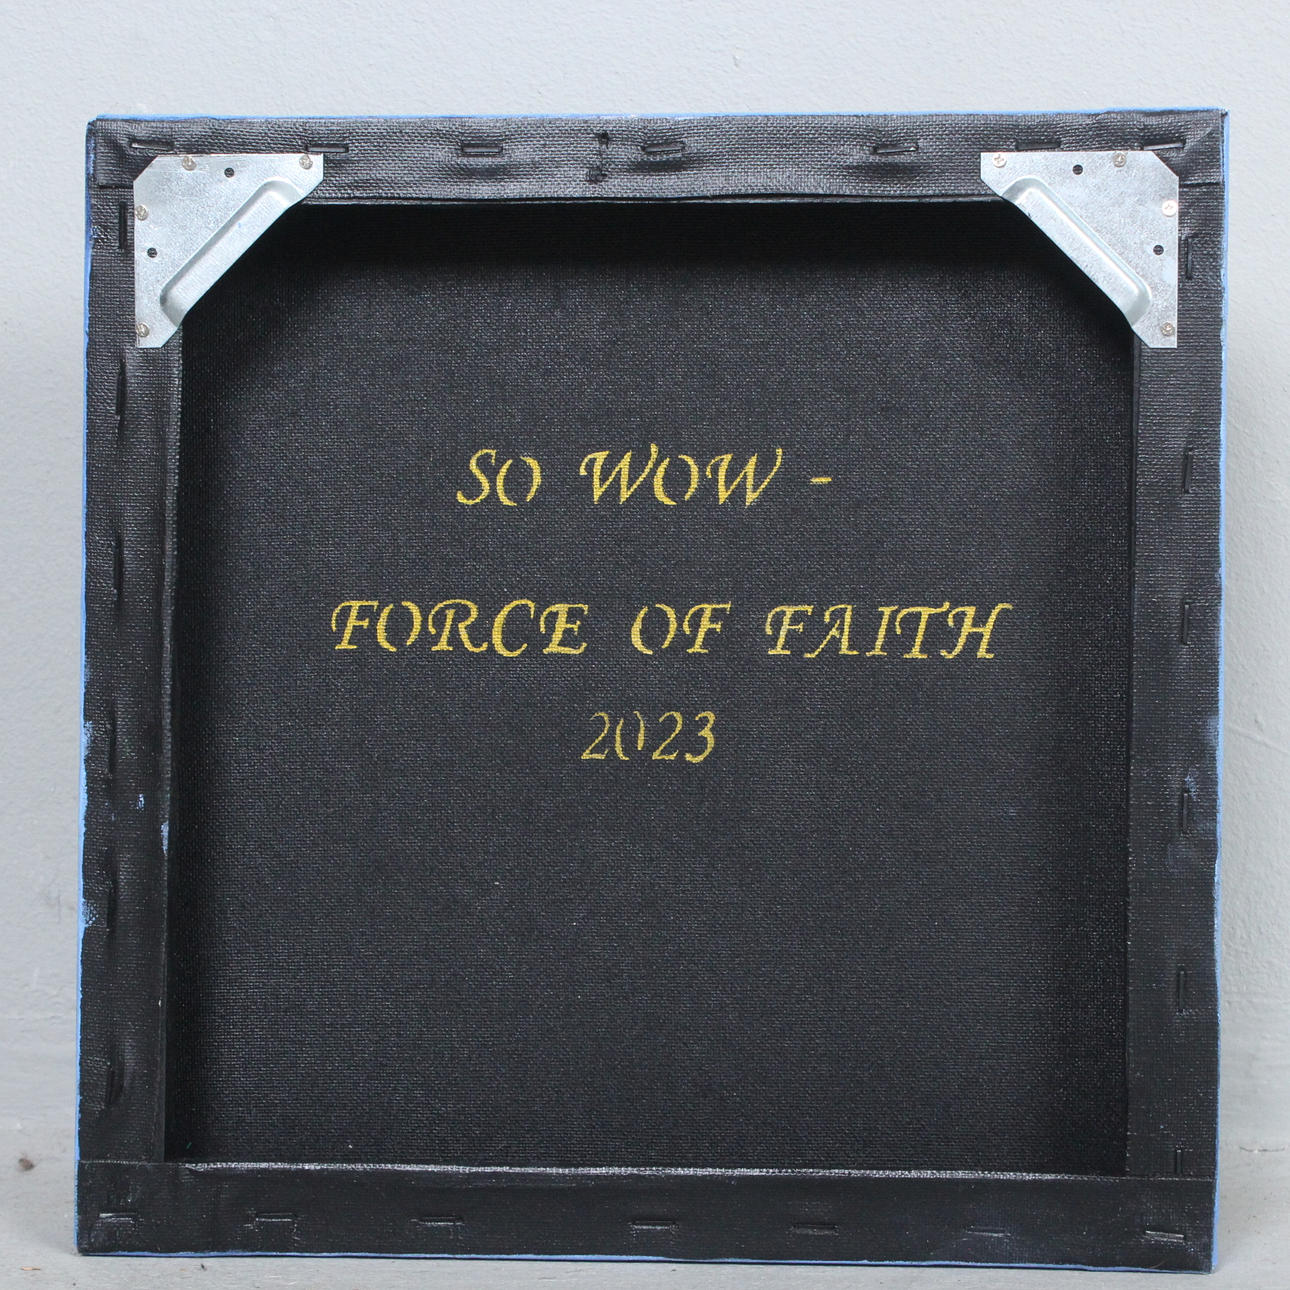 SO WOW -
FORCE OF FAITH
2023